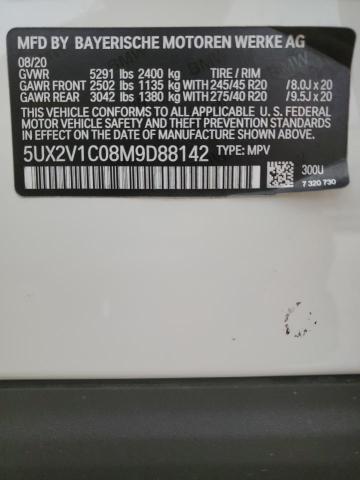 MFD BY BAYERISCHE MOTOREN WERKE AG
08/20
GVWR 5291 lbs 2400 kg TIRE / RIM
GAWR FRONT 2502 lbs 1135 kg 245/45 R20 / 8.0J x 20
GAWR REAR 3042 lbs 1380 kg 275/40 R20 / 9.5J x 20
THIS VEHICLE CONFORMS TO ALL APPLICABLE U. S. FEDERAL
MOTOR VEHICLE SAFETY AND THEFT PREVENTION STANDARDS
IN EFFECT ON THE DATE OF MANUFACTURE SHOWN ABOVE.
5UX2V1C08M9D88142 TYPE: MPV
300U
7 320 730